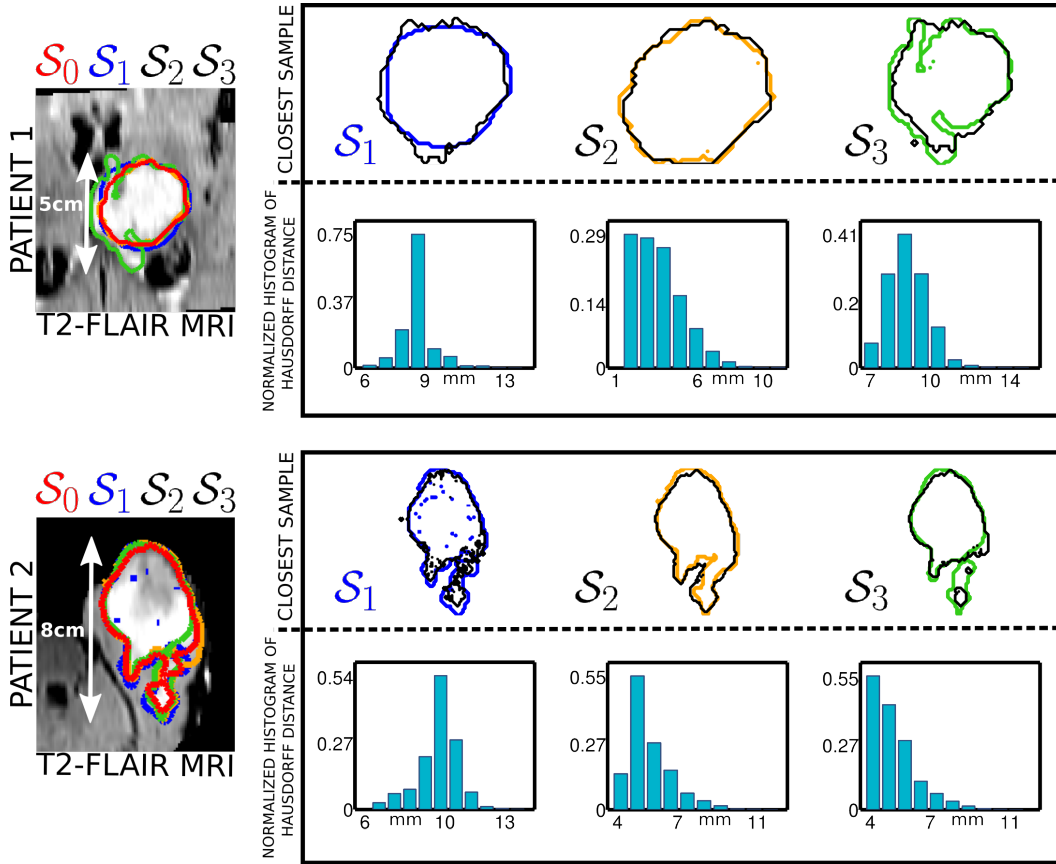 S0 S1 S2 S3
PATIENT 1
5cm
T2-FLAIR MRI
CLOSEST SAMPLE
S1
S2
S3
NORMALIZED HISTOGRAM OF
HAUSDORFF DISTANCE
0.75
0.37
0
6 9 mm 13
0.29
0.14
0
1 6 mm 10
0.41
0.2
0
7 10 mm 14
S0 S1 S2 S3
PATIENT 2
8cm
T2-FLAIR MRI
CLOSEST SAMPLE
S1
S2
S3
NORMALIZED HISTOGRAM OF
HAUSDORFF DISTANCE
0.54
0.27
0
6 mm 10 13
0.55
0.27
0
4 7 mm 11
0.55
0.27
0
4 7 mm 11